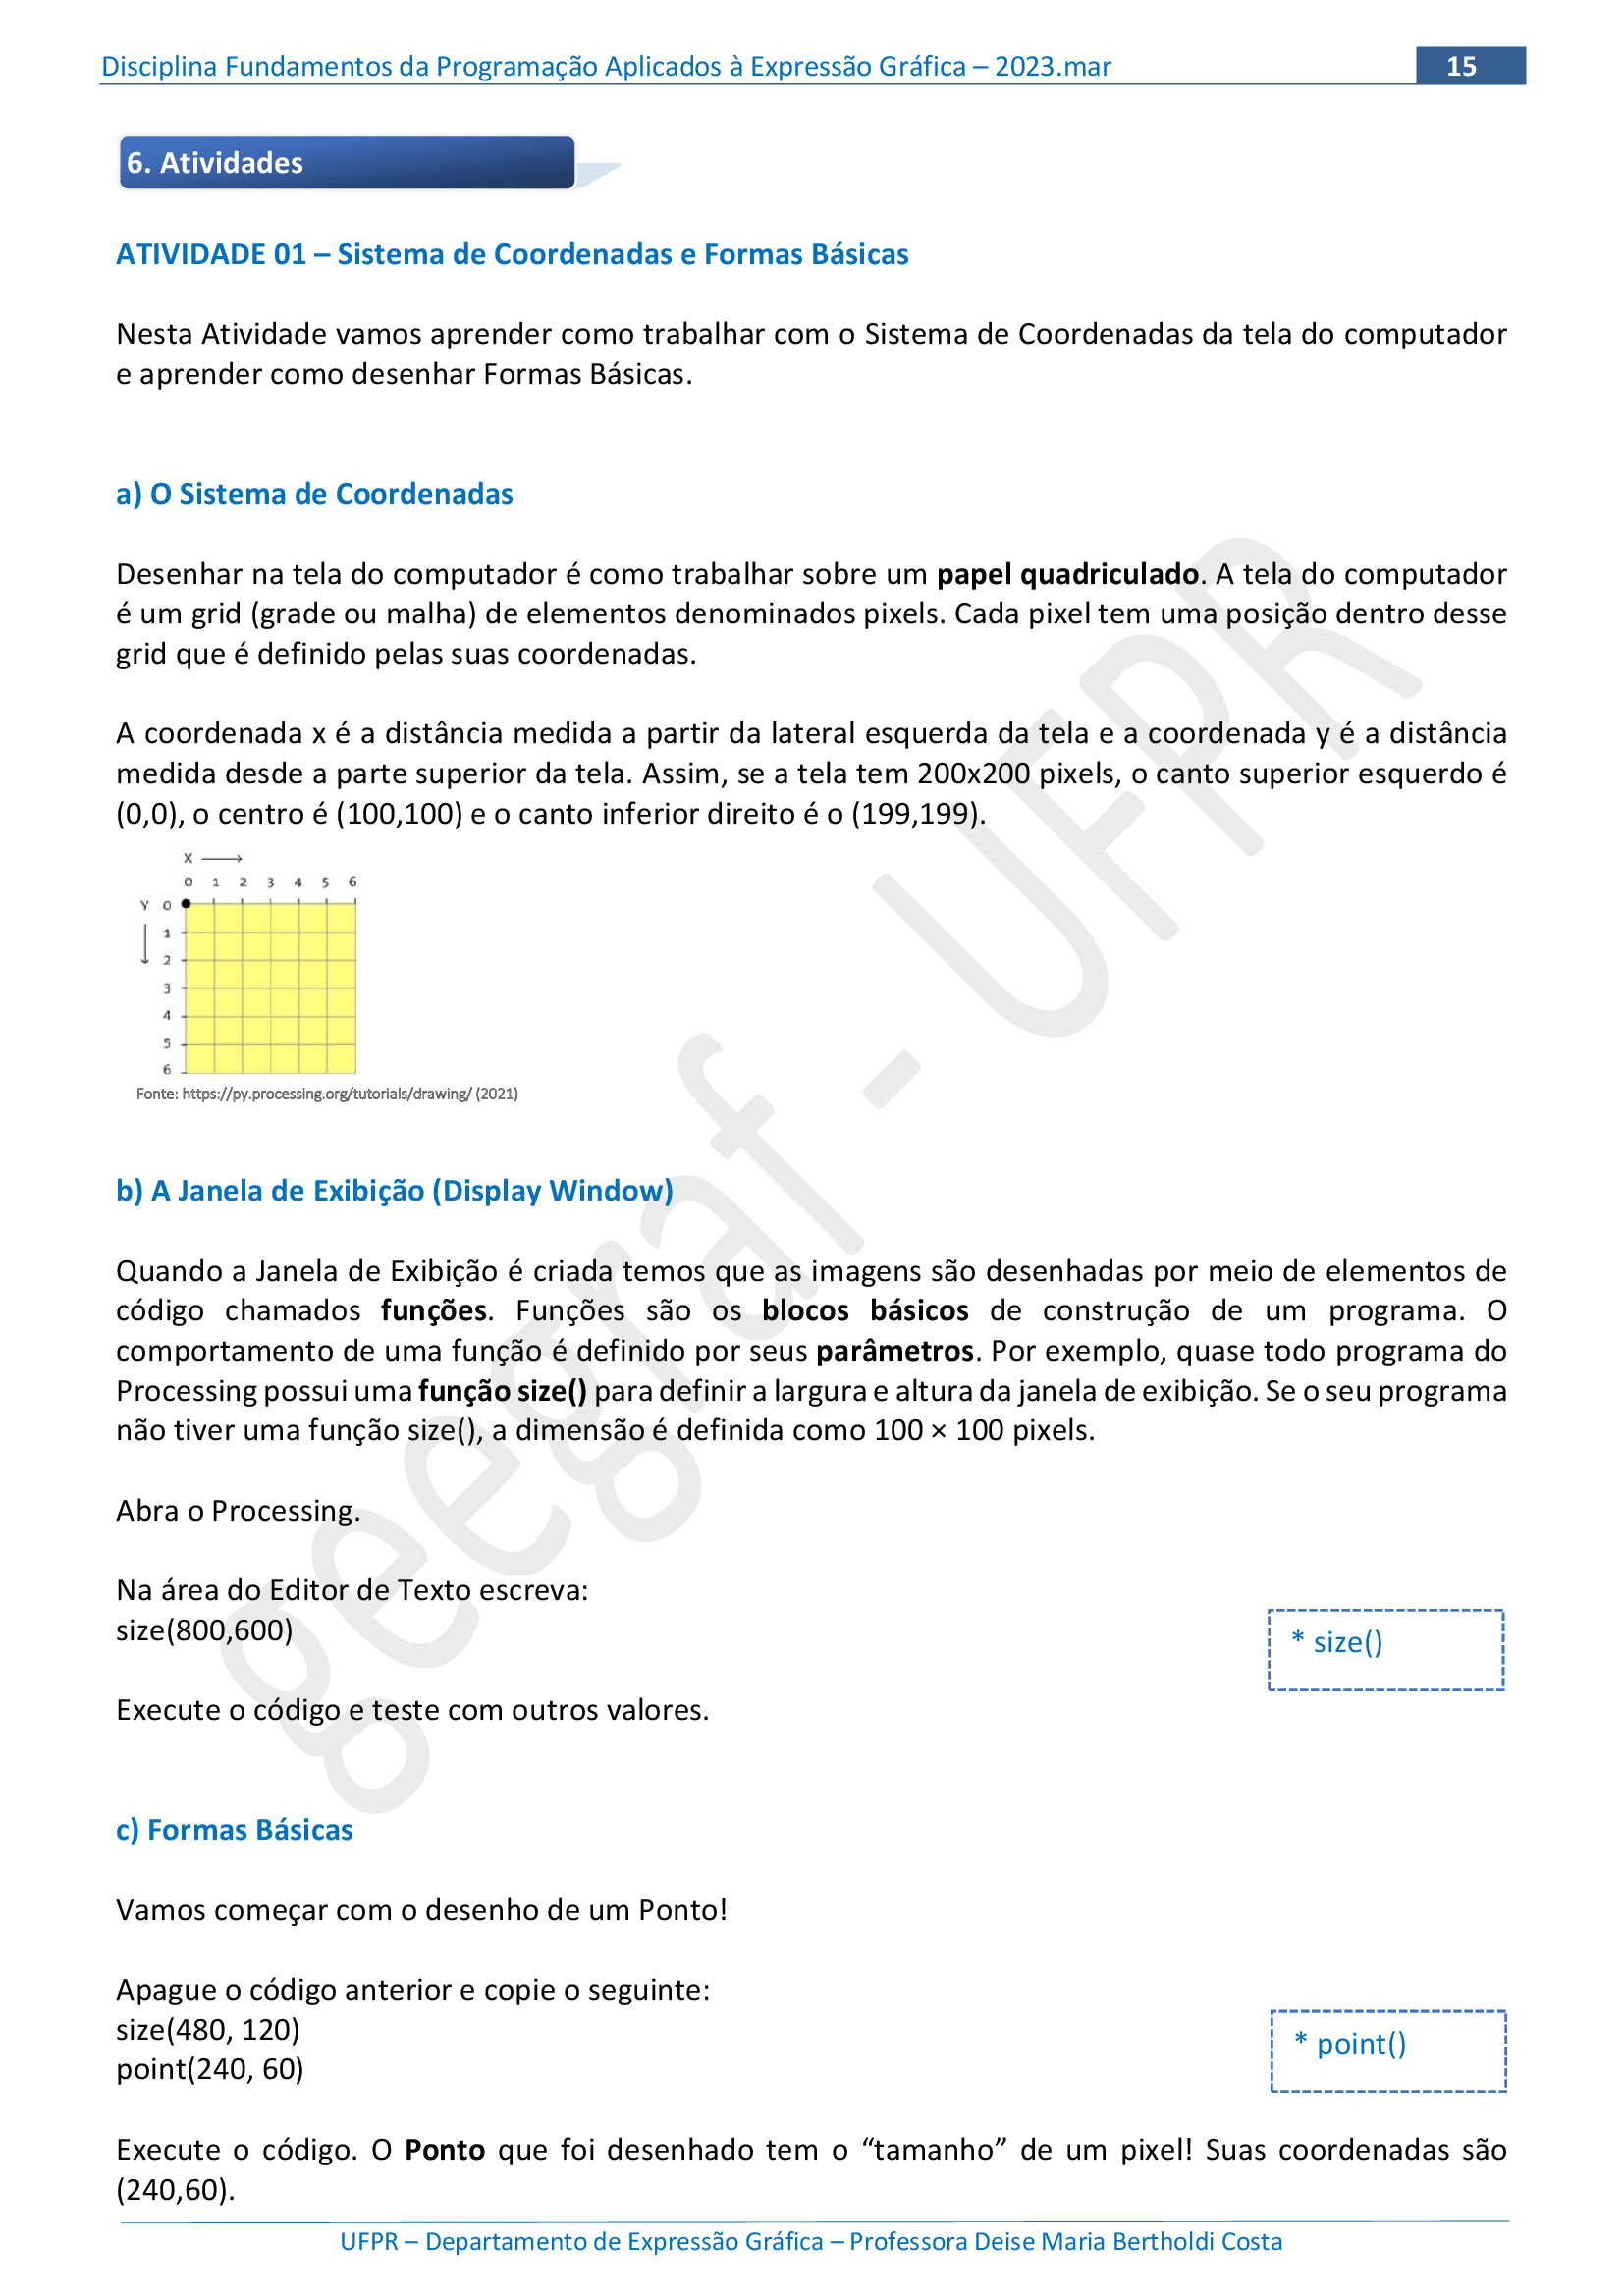 Disciplina Fundamentos da Programação Aplicados à Expressão Gráfica – 2023.mar 15
6. Atividades
ATIVIDADE 01 – Sistema de Coordenadas e Formas Básicas
Nesta Atividade vamos aprender como trabalhar com o Sistema de Coordenadas da tela do computador
e aprender como desenhar Formas Básicas.
a) O Sistema de Coordenadas
Desenhar na tela do computador é como trabalhar sobre um papel quadriculado. A tela do computador
é um grid (grade ou malha) de elementos denominados pixels. Cada pixel tem uma posição dentro desse
grid que é definido pelas suas coordenadas.
A coordenada x é a distância medida a partir da lateral esquerda da tela e a coordenada y é a distância
medida desde a parte superior da tela. Assim, se a tela tem 200x200 pixels, o canto superior esquerdo é
(0,0), o centro é (100,100) e o canto inferior direito é o (199,199).
X
0 1 2 3 4 5 6
Y 0
1
2
3
4
5
6
Fonte: https://py.processing.org/tutorials/drawing/ (2021)
b) A Janela de Exibição (Display Window)
Quando a Janela de Exibição é criada temos que as imagens são desenhadas por meio de elementos de
código chamados funções. Funções são os blocos básicos de construção de um programa. O
comportamento de uma função é definido por seus parâmetros. Por exemplo, quase todo programa do
Processing possui uma função size() para definir a largura e altura da janela de exibição. Se o seu programa
não tiver uma função size(), a dimensão é definida como 100 × 100 pixels.
Abra o Processing.
Na área do Editor de Texto escreva:
size(800,600)
* size()
Execute o código e teste com outros valores.
c) Formas Básicas
Vamos começar com o desenho de um Ponto!
Apague o código anterior e copie o seguinte:
size(480, 120)
point(240, 60)
* point()
Execute o código. O Ponto que foi desenhado tem o “tamanho” de um pixel! Suas coordenadas são
(240,60).
UFPR – Departamento de Expressão Gráfica – Professora Deise Maria Bertholdi Costa
geegraf - UFPR